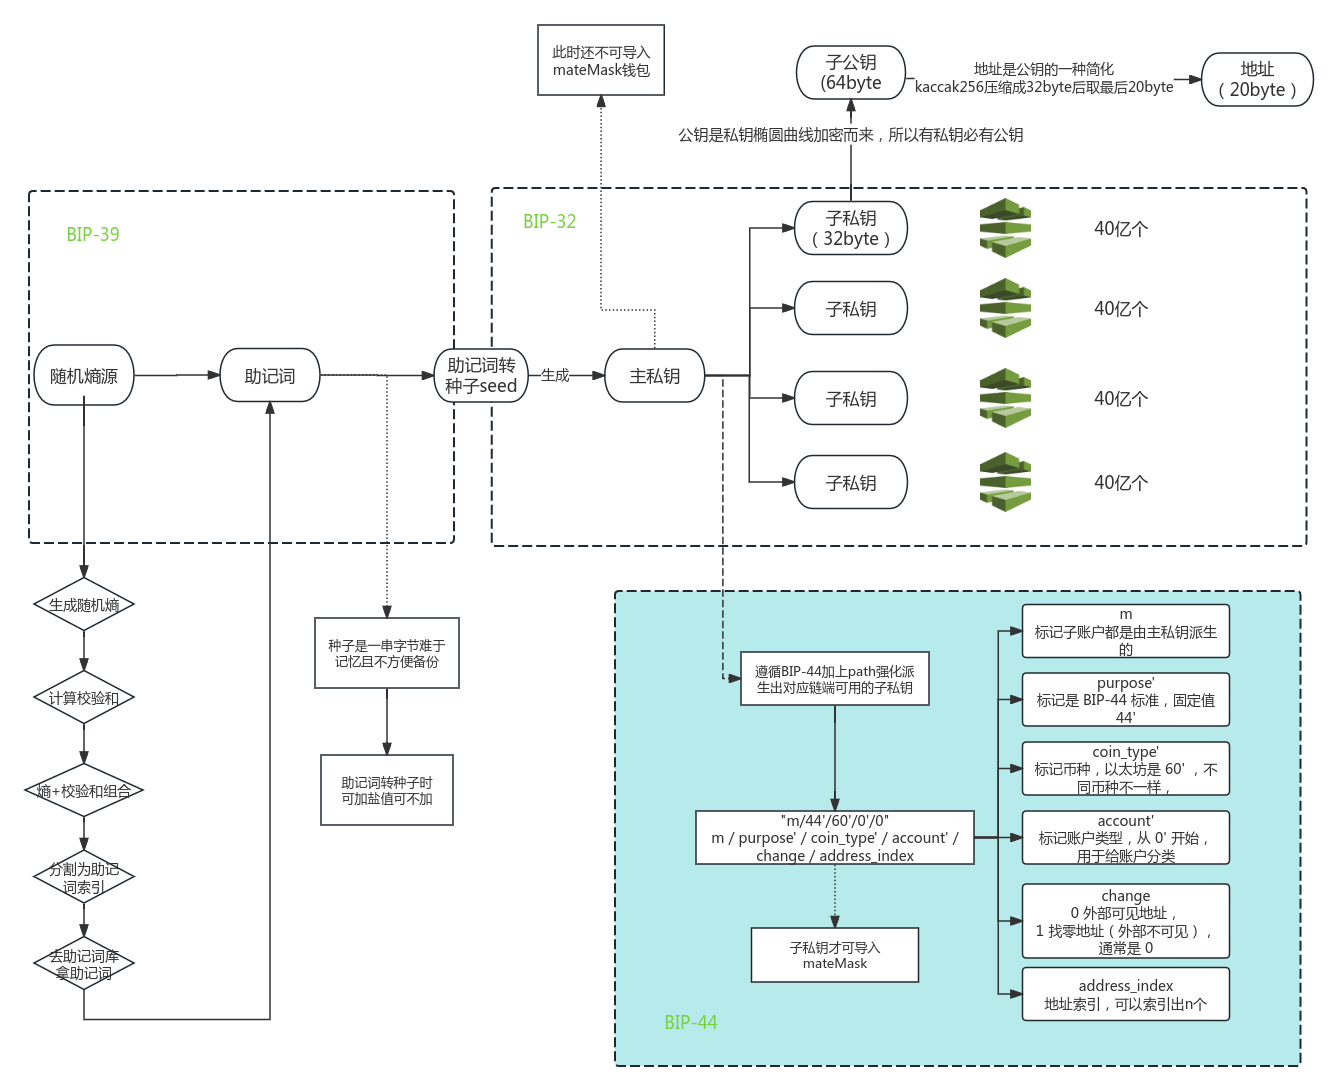 此时还不可导入
mateMask钱包
子公钥
(64byte
地址是公钥的一种简化
kaccak256压缩成32byte后取最后20byte
地址
（20byte）
公钥是私钥椭圆曲线加密而来，所以有私钥必有公钥
BIP-39
BIP-32
子私钥
（32byte）
40亿个
子私钥
40亿个
随机熵源
助记词
助记词转
种子seed
生成
主私钥
子私钥
40亿个
子私钥
40亿个
生成随机熵
计算校验和
熵+校验和组合
分割为助记
词索引
去助记词库
拿助记词
种子是一串字节难于
记忆且不方便备份
助记词转种子时
可加盐值可不加
遵循BIP-44加上path强化派
生出对应链端可用的子私钥
"m/44'/60'/0'/0"
m / purpose' / coin_type' / account' /
change / address_index
子私钥才可导入
mateMask
m
标记子账户都是由主私钥派生
的
purpose'
标记是 BIP-44 标准，固定值
44'
coin_type'
标记币种，以太坊是 60' ，不
同币种不一样，
account'
标记账户类型，从 0' 开始，
用于给账户分类
change
0 外部可见地址，
1 找零地址（外部不可见），
通常是 0
address_index
地址索引，可以索引出n个
BIP-44